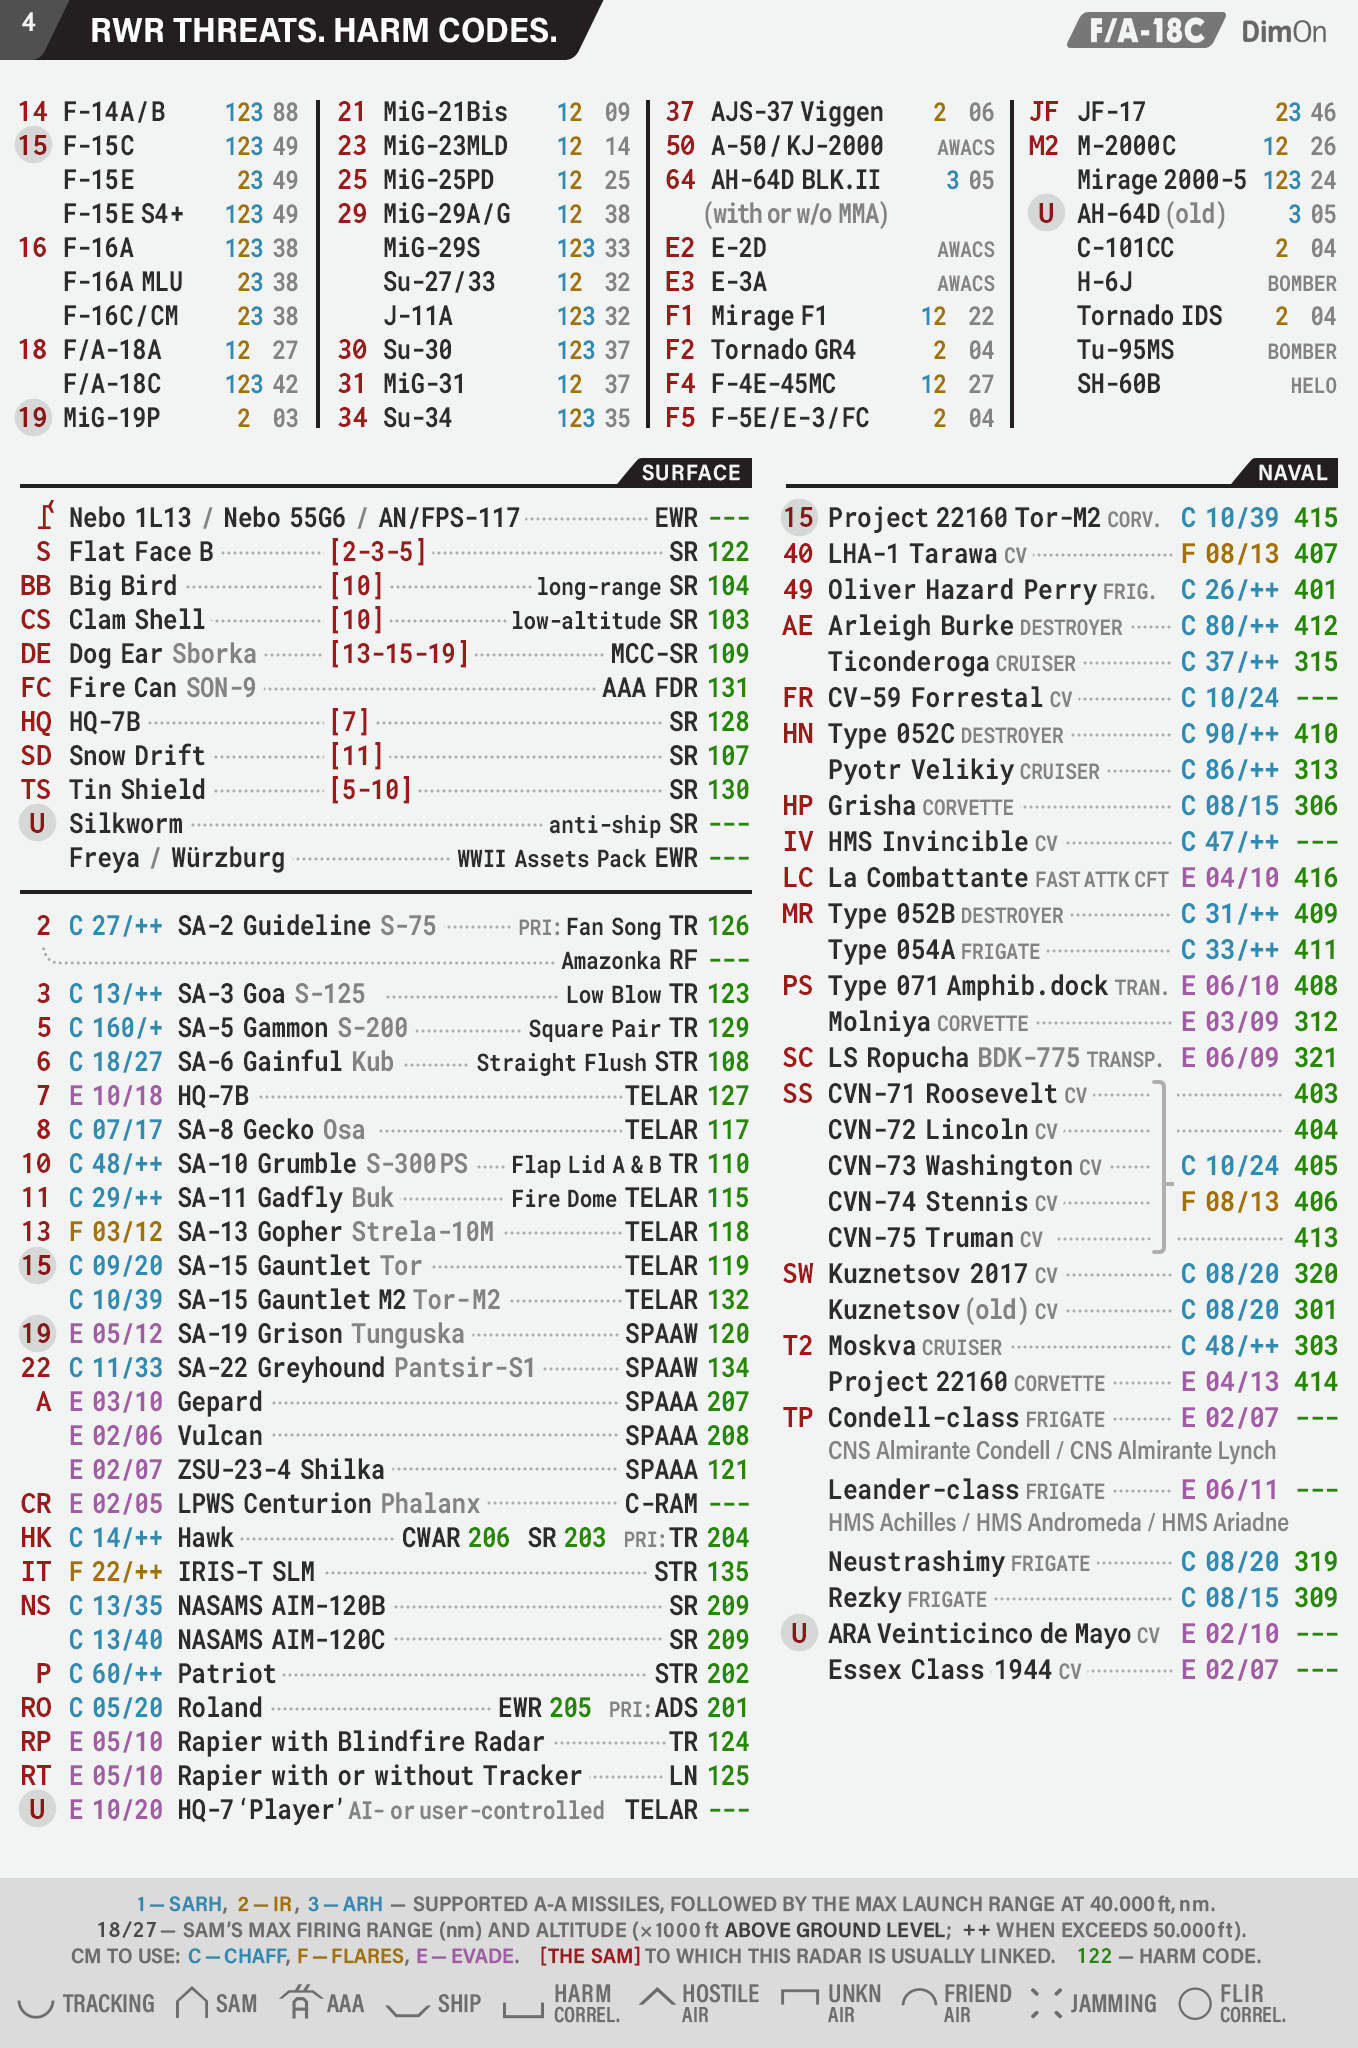 4 RWR THREATS. HARM CODES. F/A-18C DimOn
14 F-14A/B 123 88
15 F-15C 123 49
F-15E 23 49
F-15E S4+ 123 49
16 F-16A 123 38
F-16A MLU 23 38
F-16C/CM 23 38
18 F/A-18A 12 27
F/A-18C 123 42
19 MiG-19P 2 03
21 MiG-21Bis 12 09
23 MiG-23MLD 12 14
25 MiG-25PD 12 25
29 MiG-29A/G 12 38
MiG-29S 123 33
Su-27/33 12 32
J-11A 123 32
30 Su-30 123 37
31 MiG-31 12 37
34 Su-34 123 35
37 AJS-37 Viggen 2 06
50 A-50/KJ-2000 AWACS
64 AH-64D BLK.II 3 05
(with or w/o MMA)
E2 E-2D AWACS
E3 E-3A AWACS
F1 Mirage F1 12 22
F2 Tornado GR4 2 04
F4 F-4E-45MC 12 27
F5 F-5E/E-3/FC 2 04
JF JF-17 23 46
M2 M-2000C 12 26
Mirage 2000-5 123 24
U AH-64D (old) 3 05
C-101CC 2 04
H-6J BOMBER
Tornado IDS 2 04
Tu-95MS BOMBER
SH-60B HELO
SURFACE
Nebo 1L13 / Nebo 55G6 / AN/FPS-117 EWR ---
S Flat Face B [2-3-5] SR 122
BB Big Bird [10] long-range SR 104
CS Clam Shell [10] low-altitude SR 103
DE Dog Ear Sborka [13-15-19] MCC-SR 109
FC Fire Can SON-9 AAA FDR 131
HQ HQ-7B [7] SR 128
SD Snow Drift [11] SR 107
TS Tin Shield [5-10] SR 130
U Silkworm anti-ship SR ---
Freya / Würzburg WWII Assets Pack EWR ---
2 C 27/++ SA-2 Guideline S-75 PRI: Fan Song TR 126
Amazonka RF ---
3 C 13/++ SA-3 Goa S-125 Low Blow TR 123
5 C 160/+ SA-5 Gammon S-200 Square Pair TR 129
6 C 18/27 SA-6 Gainful Kub Straight Flush STR 108
7 E 10/18 HQ-7B TELAR 127
8 C 07/17 SA-8 Gecko Osa TELAR 117
10 C 48/++ SA-10 Grumble S-300PS Flap Lid A & B TR 110
11 C 29/++ SA-11 Gadfly Buk Fire Dome TELAR 115
13 F 03/12 SA-13 Gopher Strela-10M TELAR 118
15 C 09/20 SA-15 Gauntlet Tor TELAR 119
C 10/39 SA-15 Gauntlet M2 Tor-M2 TELAR 132
19 E 05/12 SA-19 Grison Tunguska SPAAW 120
22 C 11/33 SA-22 Greyhound Pantsir-S1 SPAAW 134
A E 03/10 Gepard SPAAA 207
E 02/06 Vulcan SPAAA 208
E 02/07 ZSU-23-4 Shilka SPAAA 121
CR E 02/05 LPWS Centurion Phalanx C-RAM ---
HK C 14/++ Hawk CWAR 206 SR 203 PRI: TR 204
IT F 22/++ IRIS-T SLM STR 135
NS C 13/35 NASAMS AIM-120B SR 209
C 13/40 NASAMS AIM-120C SR 209
P C 60/++ Patriot STR 202
RO C 05/20 Roland EWR 205 PRI: ADS 201
RP E 05/10 Rapier with Blindfire Radar TR 124
RT E 05/10 Rapier with or without Tracker LN 125
U E 10/20 HQ-7 ‘Player’ AI- or user-controlled TELAR ---
NAVAL
15 Project 22160 Tor-M2 CORV. C 10/39 415
40 LHA-1 Tarawa CV F 08/13 407
49 Oliver Hazard Perry FRIG. C 26/++ 401
AE Arleigh Burke DESTROYER C 80/++ 412
Ticonderoga CRUISER C 37/++ 315
FR CV-59 Forrestal CV C 10/24 ---
HN Type 052C DESTROYER C 90/++ 410
Pyotr Velikiy CRUISER C 86/++ 313
HP Grisha CORVETTE C 08/15 306
IV HMS Invincible CV C 47/++ ---
LC La Combattante FAST ATTK CFT E 04/10 416
MR Type 052B DESTROYER C 31/++ 409
Type 054A FRIGATE C 33/++ 411
PS Type 071 Amphib.dock TRAN. E 06/10 408
Molniya CORVETTE E 03/09 312
SC LS Ropucha BDK-775 TRANSP. E 06/09 321
SS CVN-71 Roosevelt CV 403
CVN-72 Lincoln CV 404
CVN-73 Washington CV C 10/24 405
CVN-74 Stennis CV F 08/13 406
CVN-75 Truman CV 413
SW Kuznetsov 2017 CV C 08/20 320
Kuznetsov (old) CV C 08/20 301
T2 Moskva CRUISER C 48/++ 303
Project 22160 CORVETTE E 04/13 414
TP Condell-class FRIGATE E 02/07 ---
CNS Almirante Condell / CNS Almirante Lynch
Leander-class FRIGATE E 06/11 ---
HMS Achilles / HMS Andromeda / HMS Ariadne
Neustrashimy FRIGATE C 08/20 319
Rezky FRIGATE C 08/15 309
U ARA Veinticinco de Mayo CV E 02/10 ---
Essex Class 1944 CV E 02/07 ---
1 — SARH, 2 — IR, 3 — ARH — SUPPORTED A-A MISSILES, FOLLOWED BY THE MAX LAUNCH RANGE AT 40.000 ft, nm.
18/27 — SAM'S MAX FIRING RANGE (nm) AND ALTITUDE (×1000 ft ABOVE GROUND LEVEL; ++ WHEN EXCEEDS 50.000 ft).
CM TO USE: C — CHAFF, F — FLARES, E — EVADE. [THE SAM] TO WHICH THIS RADAR IS USUALLY LINKED. 122 — HARM CODE.
TRACKING SAM A AAA SHIP HARM CORREL. HOSTILE AIR UNKN AIR FRIEND AIR JAMMING FLIR CORREL.